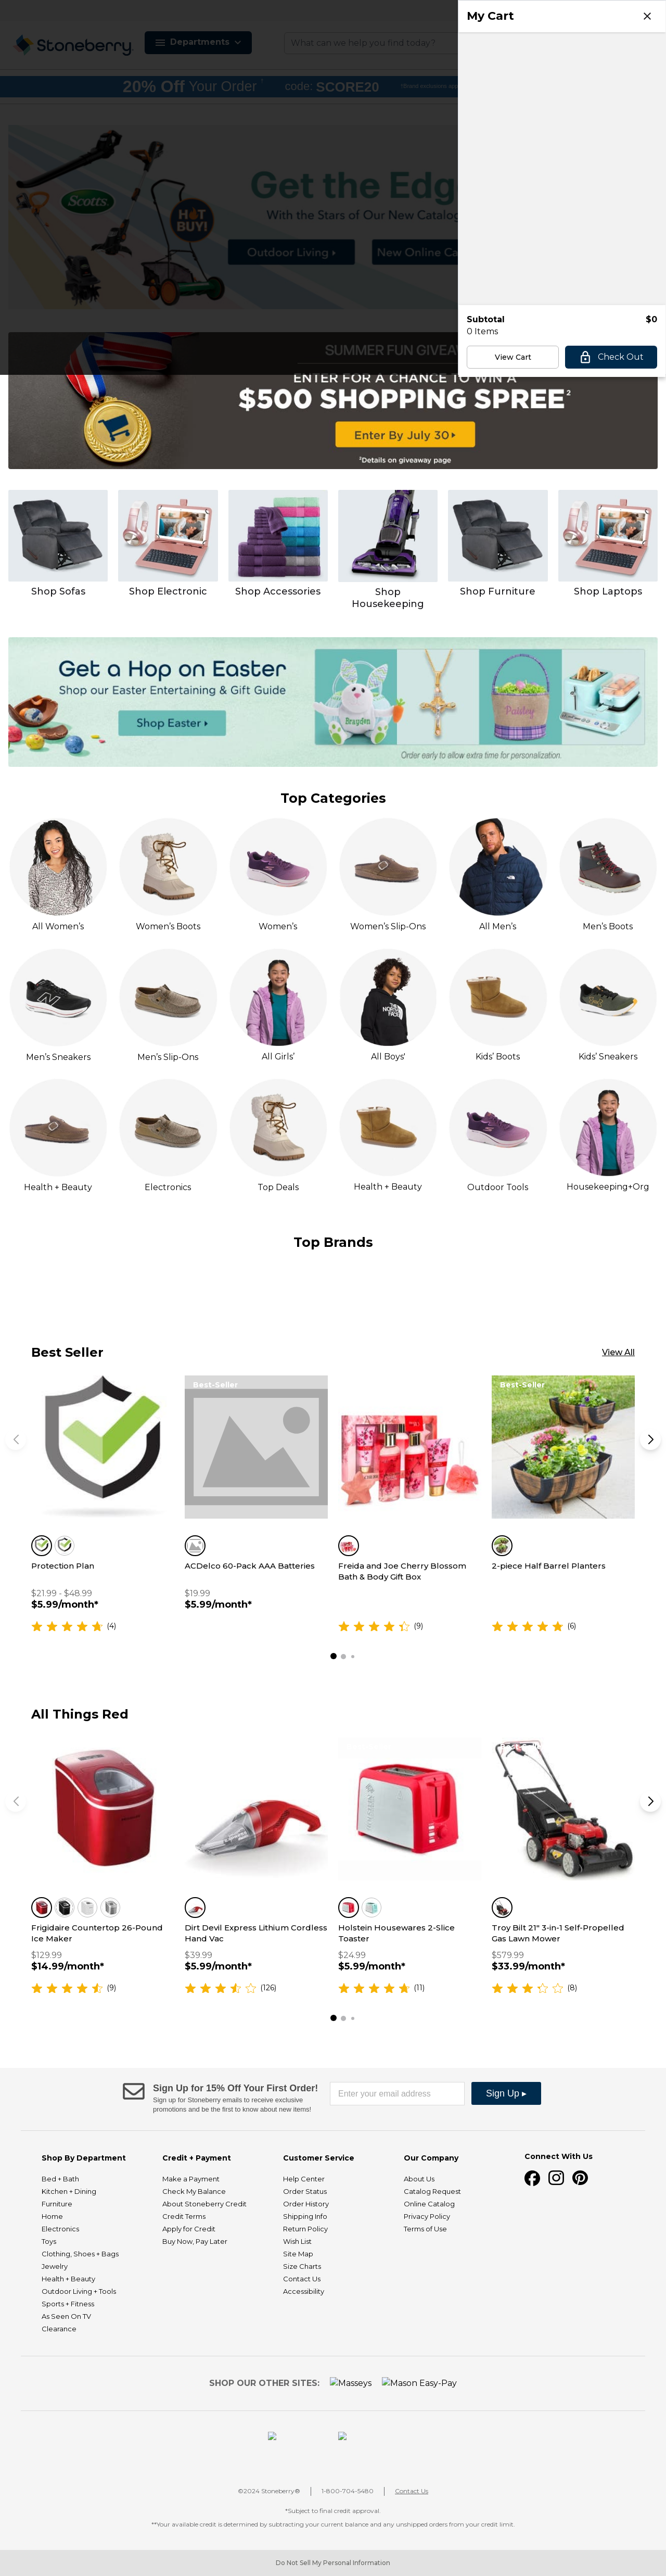 My Cart
Stoneberry
Departments
What can we help you find today?
20% Off Your Order
code: SCORE20
Get the Edg
With the Stars of Our New Catalog
Scotts
HOT BUY!
Outdoor Living
New Online Ca
Subtotal $0
0 Items
View Cart
Check Out
SUMMER FUN GIVEAW
ENTER FOR A CHANCE TO WIN A
$500 SHOPPING SPREE²
Enter By July 30
²Details on giveaway page
Shop Sofas
Shop Electronic
Shop Accessories
Shop
Housekeeping
Shop Furniture
Shop Laptops
Get a Hop on Easter
Shop our Easter Entertaining & Gift Guide
Shop Easter
Brayden
Paisley
Order early to allow extra time for personalization.
Top Categories
All Women’s
Women’s Boots
Women’s
Women’s Slip-Ons
All Men’s
Men’s Boots
Men’s Sneakers
Men’s Slip-Ons
All Girls’
All Boys'
Kids’ Boots
Kids’ Sneakers
Health + Beauty
Electronics
Top Deals
Health + Beauty
Outdoor Tools
Housekeeping+Org
Top Brands
Best Seller
View All
Best-Seller
Best-Seller
Protection Plan
$21.99 - $48.99
$5.99/month*
(4)
ACDelco 60-Pack AAA Batteries
$19.99
$5.99/month*
Freida and Joe Cherry Blossom
Bath & Body Gift Box
(9)
2-piece Half Barrel Planters
(6)
All Things Red
Frigidaire Countertop 26-Pound
Ice Maker
$129.99
$14.99/month*
(9)
Dirt Devil Express Lithium Cordless
Hand Vac
$39.99
$5.99/month*
(126)
Holstein Housewares 2-Slice
Toaster
$24.99
$5.99/month*
(11)
Troy Bilt 21" 3-in-1 Self-Propelled
Gas Lawn Mower
$579.99
$33.99/month*
(8)
Sign Up for 15% Off Your First Order!
Sign up for Stoneberry emails to receive exclusive
promotions and be the first to know about new items!
Enter your email address
Sign Up ▸
Shop By Department
Bed + Bath
Kitchen + Dining
Furniture
Home
Electronics
Toys
Clothing, Shoes + Bags
Jewelry
Health + Beauty
Outdoor Living + Tools
Sports + Fitness
As Seen On TV
Clearance
Credit + Payment
Make a Payment
Check My Balance
About Stoneberry Credit
Credit Terms
Apply for Credit
Buy Now, Pay Later
Customer Service
Help Center
Order Status
Order History
Shipping Info
Return Policy
Wish List
Site Map
Size Charts
Contact Us
Accessibility
Our Company
About Us
Catalog Request
Online Catalog
Privacy Policy
Terms of Use
Connect With Us
SHOP OUR OTHER SITES:
Masseys
Mason Easy-Pay
©2024 Stoneberry®
1-800-704-5480
Contact Us
*Subject to final credit approval.
**Your available credit is determined by subtracting your current balance and any unshipped orders from your credit limit.
Do Not Sell My Personal Information